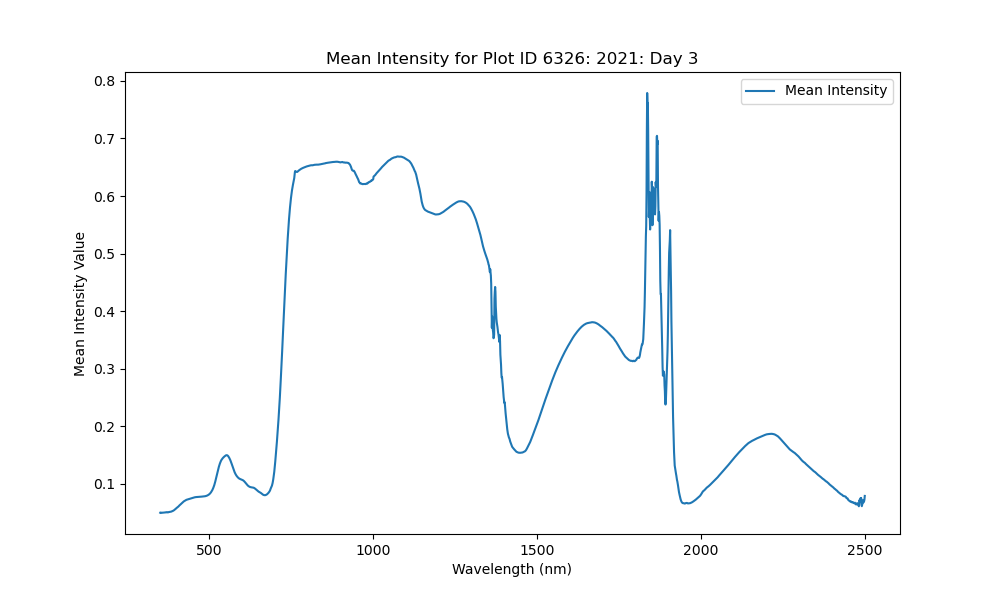 Mean Intensity for Plot ID 6326: 2021: Day 3
Mean Intensity
Mean Intensity Value
0.8
0.7
0.6
0.5
0.4
0.3
0.2
0.1
500 1000 1500 2000 2500
Wavelength (nm)